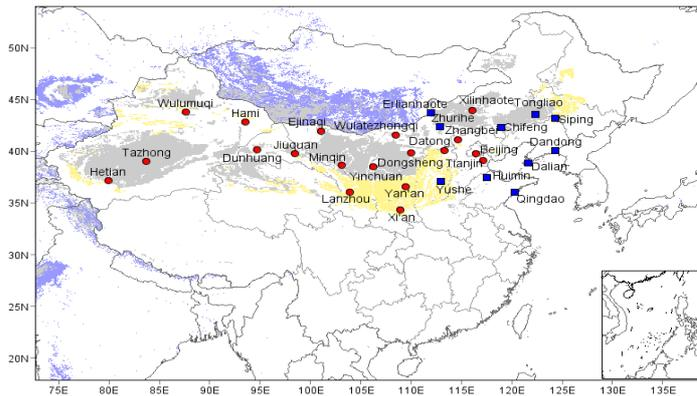 50N
45N
40N
35N
30N
25N
20N
75E 80E 85E 90E 95E 100E 105E 110E 115E 120E 125E 130E 135E
Wulumuqi
Hami
Ejinaqi
Wulatezhongqi
Erlianhaote
Xilinhaote
Tongliao
Zhurihe
Zhangbei
Chifeng
Siping
Tazhong
Hetian
Dunhuang
Jiuquan
Minqin
Dongsheng
Datong
Beijing
Tianjin
Dandong
Dalian
Yinchuan
Huimin
Lanzhou
Yan'an
Yushe
Qingdao
Xi'an